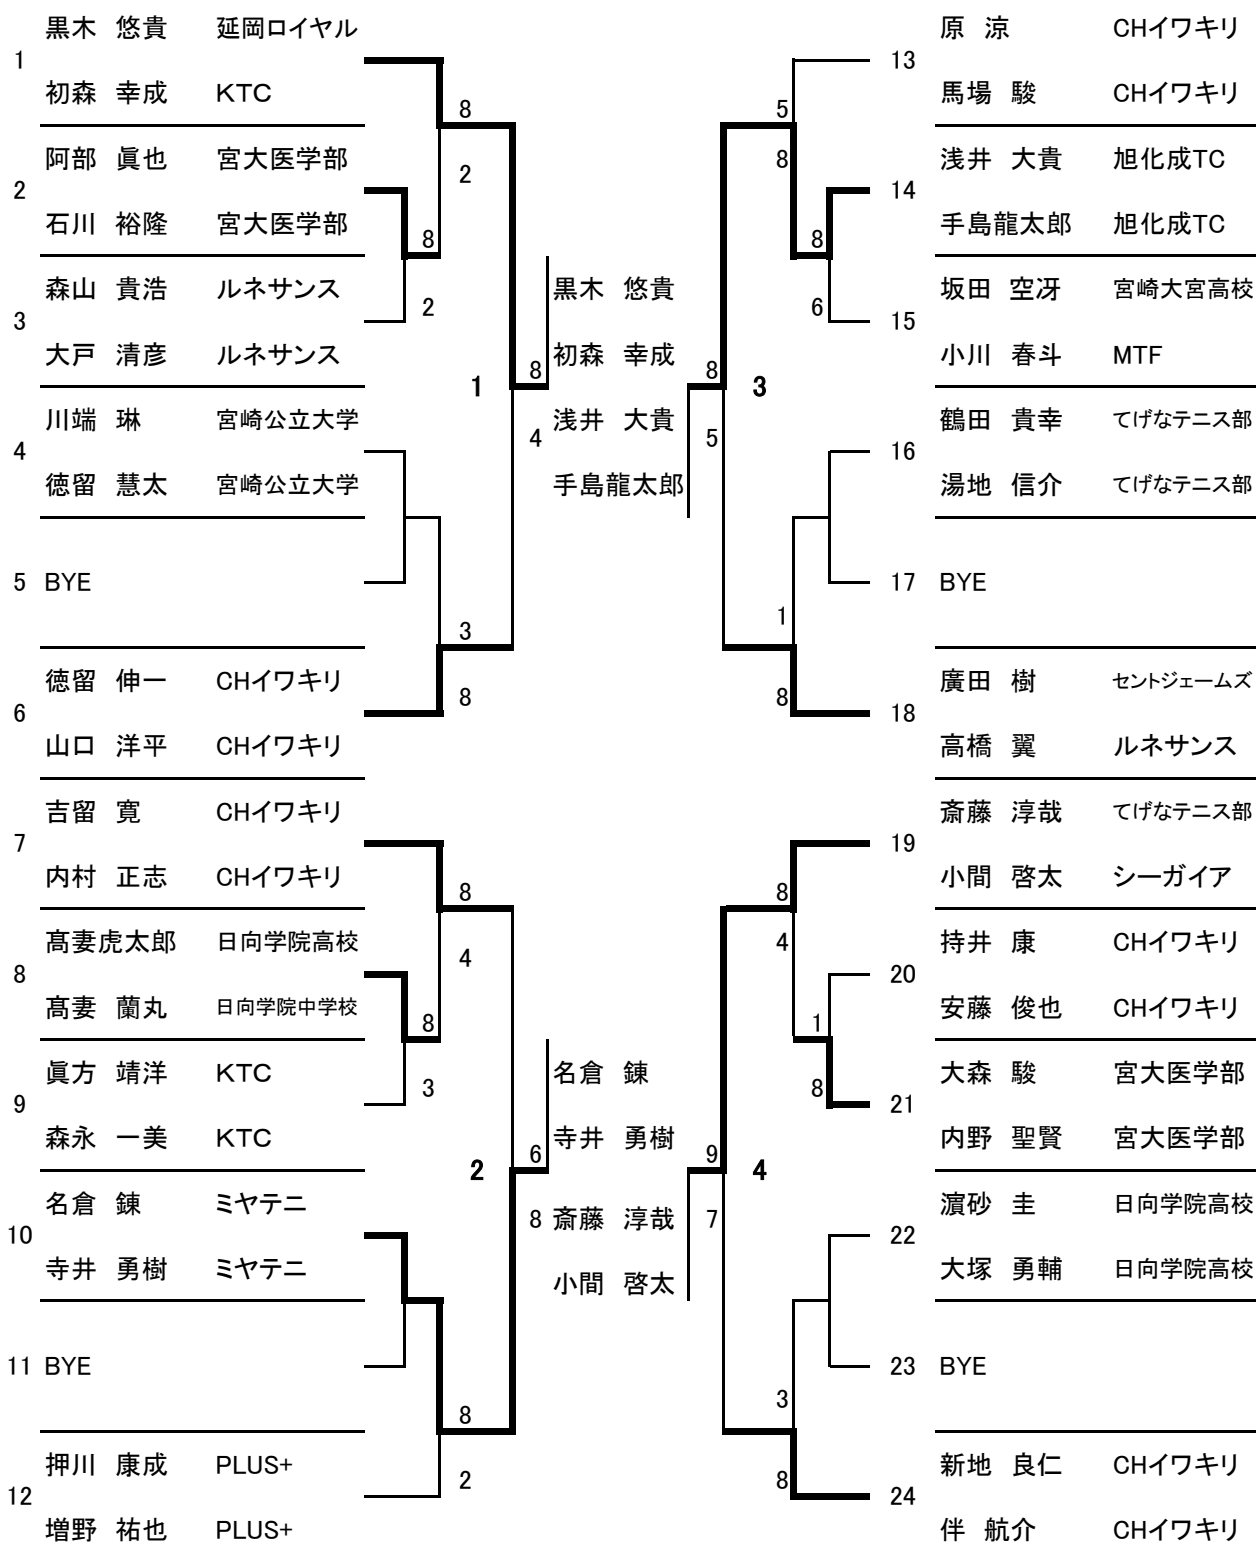 黒木 悠貴 延岡ロイヤル
1
初森 幸成 KTC
阿部 眞也 宮大医学部
2
石川 裕隆 宮大医学部
森山 貴浩 ルネサンス
3
大戸 清彦 ルネサンス
川端 琳 宮崎公立大学
4
徳留 慧太 宮崎公立大学
5 BYE
徳留 伸一 CHイワキリ
6
山口 洋平 CHイワキリ
吉留 寛 CHイワキリ
7
内村 正志 CHイワキリ
髙妻虎太郎 日向学院高校
8
髙妻 蘭丸 日向学院中学校
眞方 靖洋 KTC
9
森永 一美 KTC
名倉 錬 ミヤテニ
10
寺井 勇樹 ミヤテニ
11 BYE
押川 康成 PLUS+
12
増野 祐也 PLUS+
8
2
8
2
3
8
8
4
8
3
8
2
1
8
4
2
6
8
黒木 悠貴
初森 幸成
浅井 大貴
手島龍太郎
名倉 錬
寺井 勇樹
斎藤 淳哉
小間 啓太
8
3
5
9
4
7
5
8
8
6
1
8
8
4
1
8
3
8
原 涼 CHイワキリ
13
馬場 駿 CHイワキリ
浅井 大貴 旭化成TC
14
手島龍太郎 旭化成TC
坂田 空冴 宮崎大宮高校
15
小川 春斗 MTF
鶴田 貴幸 てげなテニス部
16
湯地 信介 てげなテニス部
17 BYE
廣田 樹 セントジェームズ
18
高橋 翼 ルネサンス
斎藤 淳哉 てげなテニス部
19
小間 啓太 シーガイア
持井 康 CHイワキリ
20
安藤 俊也 CHイワキリ
大森 駿 宮大医学部
21
内野 聖賢 宮大医学部
濵砂 圭 日向学院高校
22
大塚 勇輔 日向学院高校
23 BYE
新地 良仁 CHイワキリ
24
伴 航介 CHイワキリ